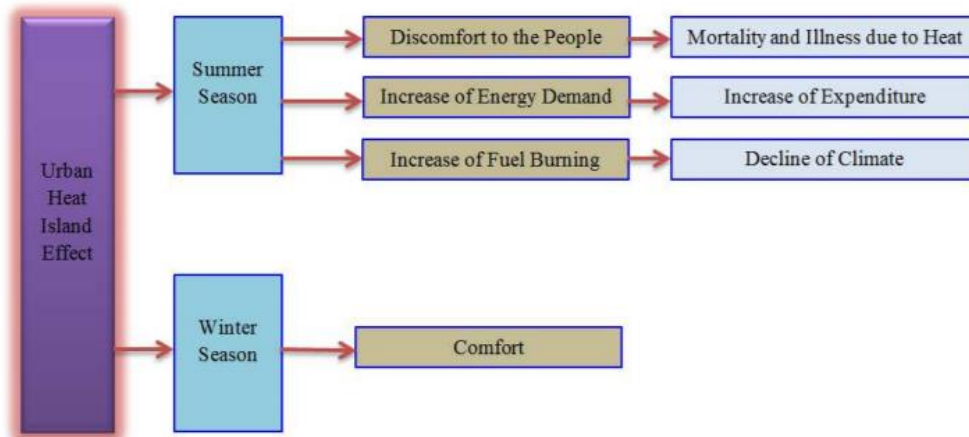 Urban
Heat
Island
Effect
Summer
Season
Discomfort to the People
Mortality and Illness due to Heat
Increase of Energy Demand
Increase of Expenditure
Increase of Fuel Burning
Decline of Climate
Winter
Season
Comfort